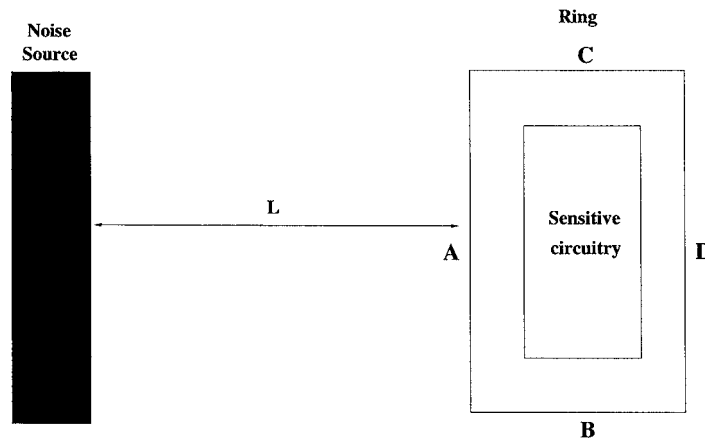 Noise
Source
Ring
C
L
A
Sensitive
circuitry
D
B